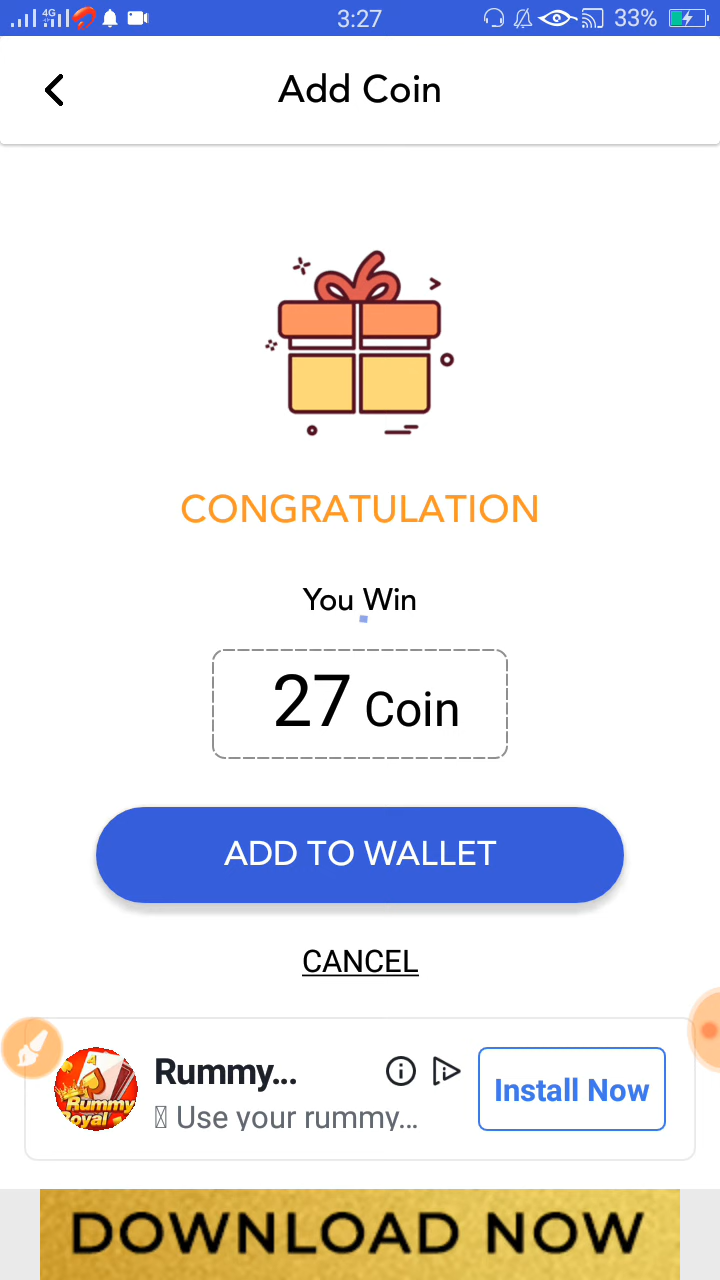 4G 3:27 33%
Add Coin
CONGRATULATION
You Win
27 Coin
ADD TO WALLET
CANCEL
Rummy...
Use your rummy...
Install Now
Rummy
Royal
DOWNLOAD NOW